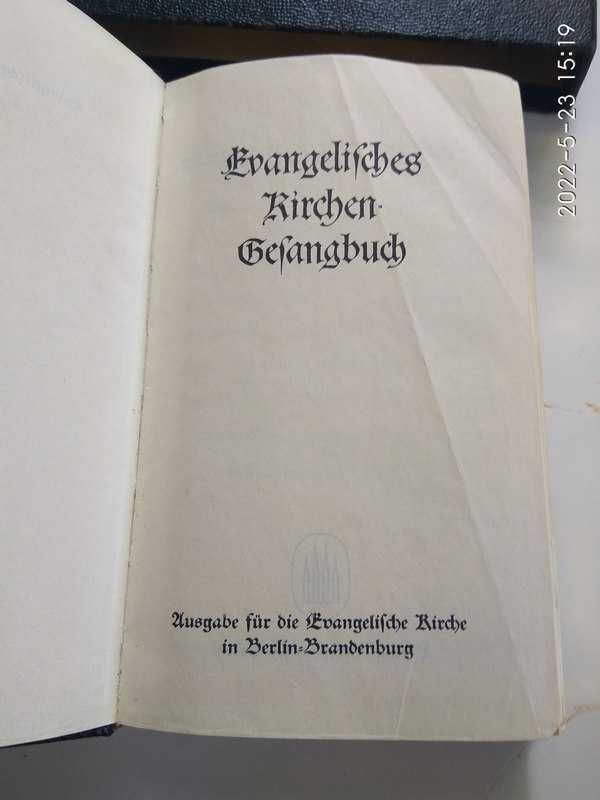 Evangeliſches
Kirchen-
Geſangbuch
Ausgabe für die Evangeliſche Kirche
in Berlin-Brandenburg
2022-5-23 15:19